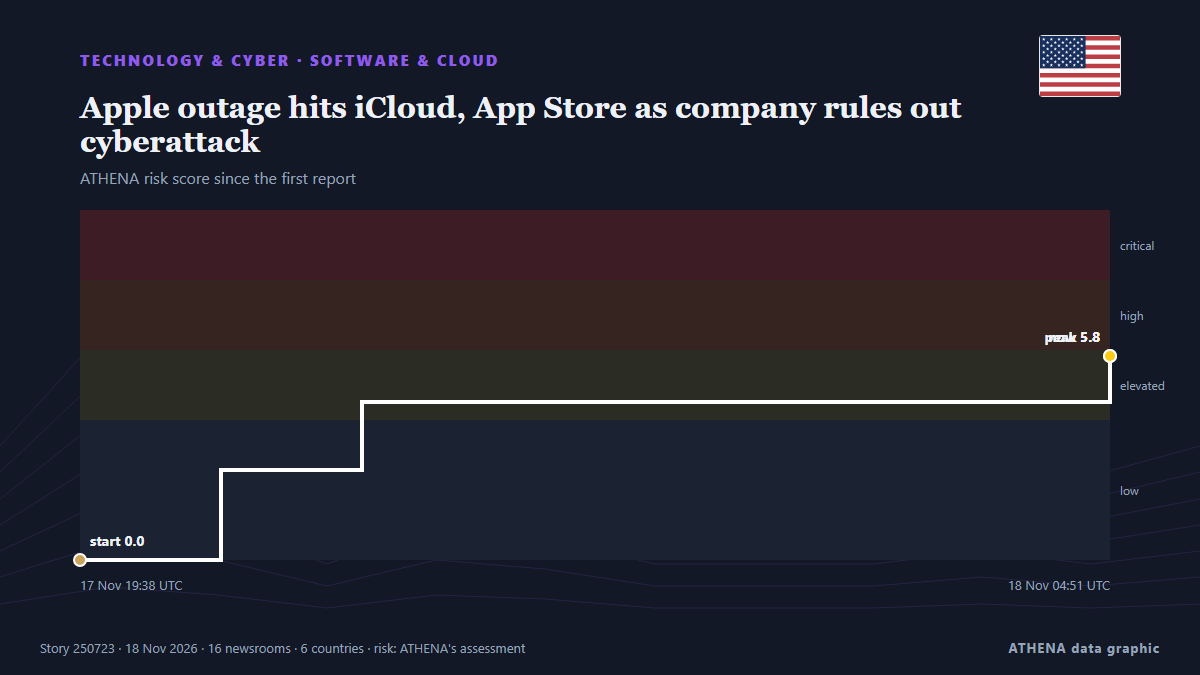 TECHNOLOGY & CYBER · SOFTWARE & CLOUD
Apple outage hits iCloud, App Store as company rules out
cyberattack
ATHENA risk score since the first report
critical
high
peak 5.8
elevated
low
start 0.0
17 Nov 19:38 UTC
18 Nov 04:51 UTC
Story 250723 · 18 Nov 2026 · 16 newsrooms · 6 countries · risk: ATHENA's assessment
ATHENA data graphic